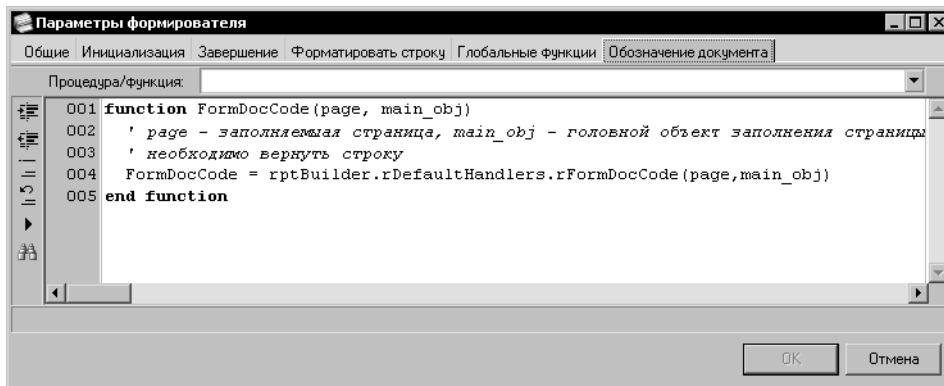 Параметры формирователя
Общие Инициализация Завершение Форматировать строку Глобальные функции Обозначение документа
Процедура/функция:
001 function FormDocCode(page, main_obj)
002 ' page - заполняемыая страница, main_obj - головной объект заполнения страницы
003 ' необходимо вернуть строку
004 FormDocCode = rptBuilder.rDefaultHandlers.rFormDocCode(page,main_obj)
005 end function
OK Отмена